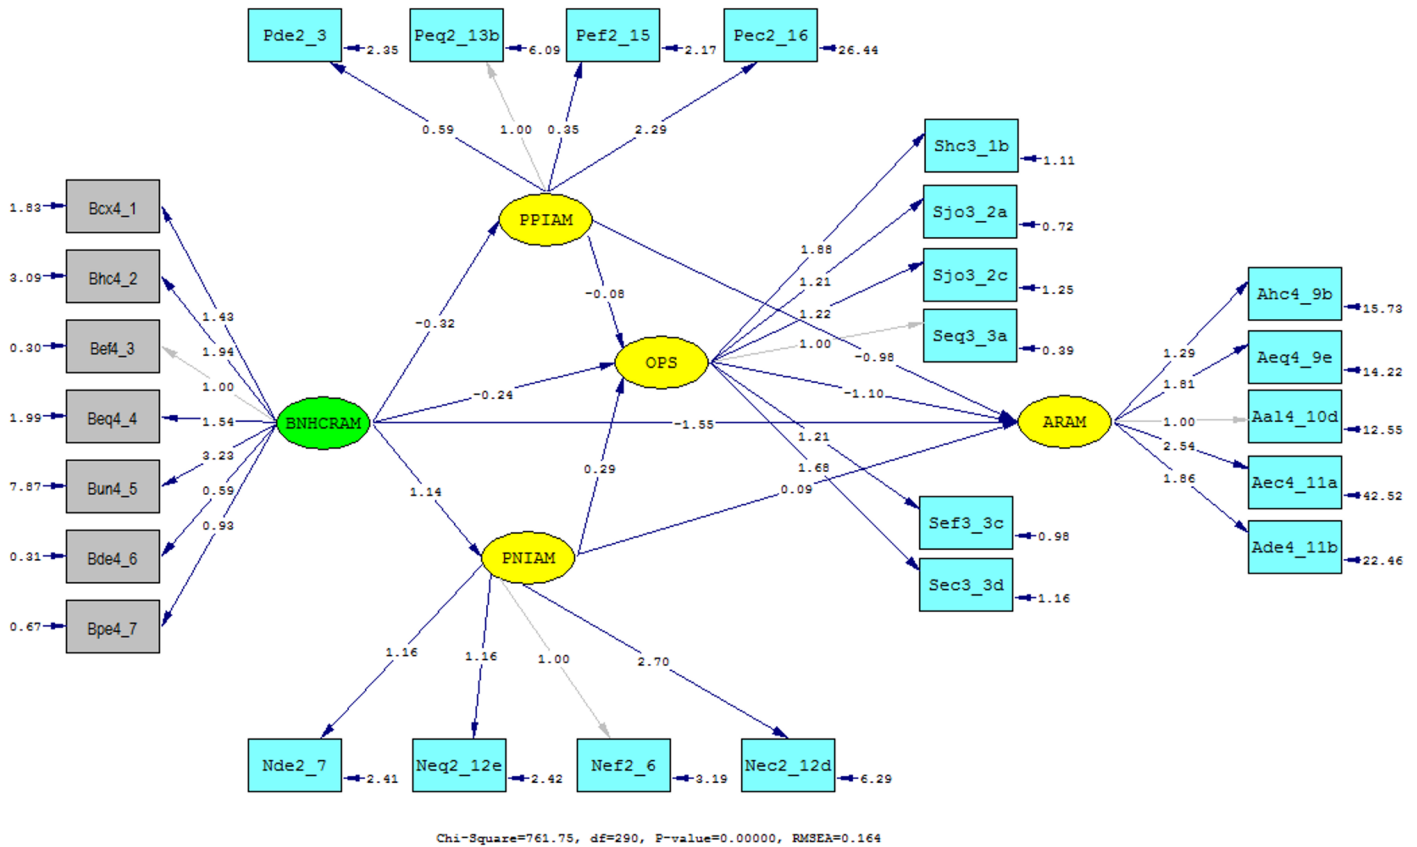 Pde2_3 2.35 Peq2_13b 6.09 Pef2_15 2.17 Pec2_16 26.44
0.59 1.00 0.35 2.29
Shc3_1b 1.11
1.83 Bcx4_1
PPIAM
Sjo3_2a 0.72
1.88
3.09 Bhc4_2
Sjo3_2c 1.25
1.21
-0.08
Ahc4_9b 15.73
1.43
-0.32
1.22
Seq3_3a 0.39
0.30 Bef4_3
1.94
1.00
1.29
OPS
-0.98
Aeq4_9e 14.22
1.00
1.81
-0.24
-1.10
1.99 Beq4_4
1.54
BNHCRAM
-1.55
ARAM
1.00
Aal4_10d 12.55
3.23
1.21
2.54
0.29
1.68
1.86
7.87 Bun4_5
0.59
1.14
0.09
Aec4_11a 42.52
0.93
Sef3_3c 0.98
0.31 Bde4_6
PNIAM
Ade4_11b 22.46
Sec3_3d 1.16
0.67 Bpe4_7
1.16 1.16 1.00 2.70
Nde2_7 2.41 Neq2_12e 2.42 Nef2_6 3.19 Nec2_12d 6.29
Chi-Square=761.75, df=290, P-value=0.00000, RMSEA=0.164